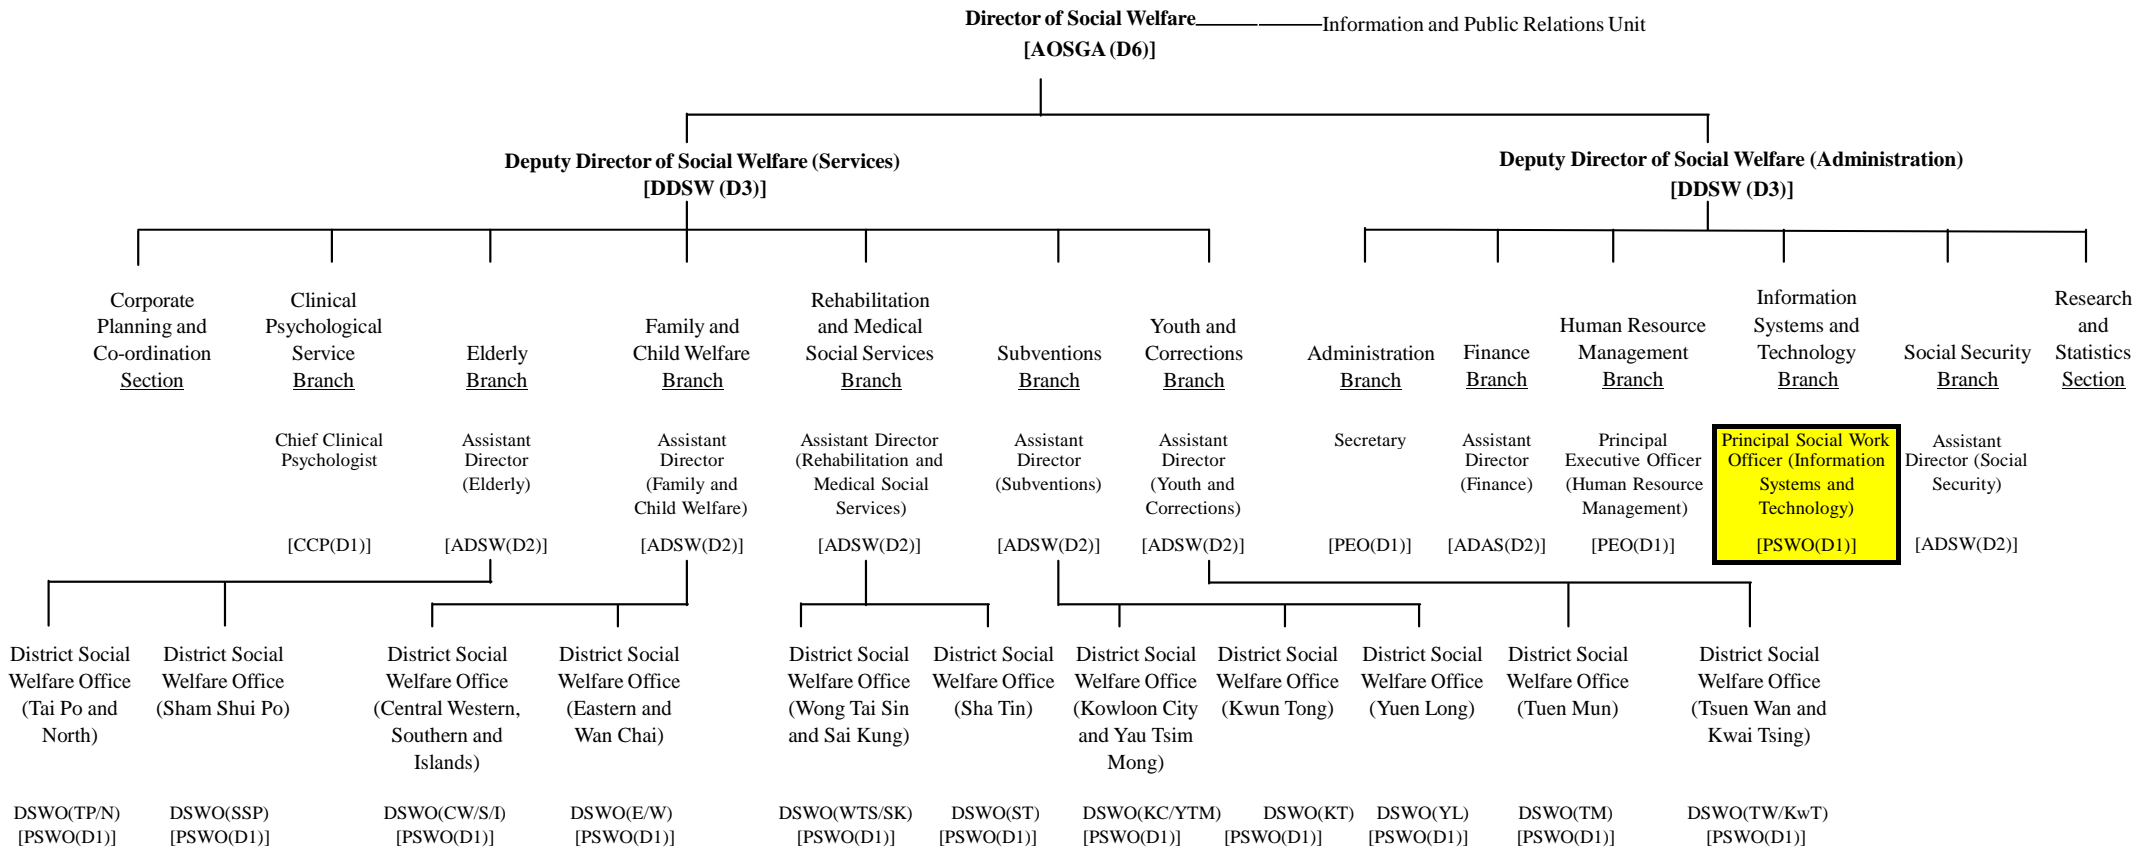 Director of Social Welfare
Information and Public Relations Unit
[AOSGA (D6)]
Deputy Director of Social Welfare (Services)
[DDSW (D3)]
Deputy Director of Social Welfare (Administration)
[DDSW (D3)]
Corporate
Planning and
Co-ordination
Section
Clinical
Psychological
Service
Branch
Elderly
Branch
Family and
Child Welfare
Branch
Rehabilitation
and Medical
Social Services
Branch
Subventions
Branch
Youth and
Corrections
Branch
Administration
Branch
Finance
Branch
Human Resource
Management
Branch
Information
Systems and
Technology
Branch
Social Security
Branch
Research
and
Statistics
Section
Chief Clinical
Psychologist
[CCP(D1)]
Assistant
Director
(Elderly)
[ADSW(D2)]
Assistant
Director
(Family and
Child Welfare)
[ADSW(D2)]
Assistant Director
(Rehabilitation and
Medical Social
Services)
[ADSW(D2)]
Assistant
Director
(Subventions)
[ADSW(D2)]
Assistant
Director
(Youth and
Corrections)
[ADSW(D2)]
Secretary
[PEO(D1)]
Assistant
Director
(Finance)
[ADAS(D2)]
Principal
Executive Officer
(Human Resource
Management)
[PEO(D1)]
Principal Social Work
Officer (Information
Systems and
Technology)
[PSWO(D1)]
Assistant
Director (Social
Security)
[ADSW(D2)]
District Social
Welfare Office
(Tai Po and
North)
DSWO(TP/N)
[PSWO(D1)]
District Social
Welfare Office
(Sham Shui Po)
DSWO(SSP)
[PSWO(D1)]
District Social
Welfare Office
(Central Western,
Southern and
Islands)
DSWO(CW/S/I)
[PSWO(D1)]
District Social
Welfare Office
(Eastern and
Wan Chai)
DSWO(E/W)
[PSWO(D1)]
District Social
Welfare Office
(Wong Tai Sin
and Sai Kung)
DSWO(WTS/SK)
[PSWO(D1)]
District Social
Welfare Office
(Sha Tin)
DSWO(ST)
[PSWO(D1)]
District Social
Welfare Office
(Kowloon City
and Yau Tsim
Mong)
DSWO(KC/YTM)
[PSWO(D1)]
District Social
Welfare Office
(Kwun Tong)
DSWO(KT)
[PSWO(D1)]
District Social
Welfare Office
(Yuen Long)
DSWO(YL)
[PSWO(D1)]
District Social
Welfare Office
(Tuen Mun)
DSWO(TM)
[PSWO(D1)]
District Social
Welfare Office
(Tsuen Wan and
Kwai Tsing)
DSWO(TW/KwT)
[PSWO(D1)]